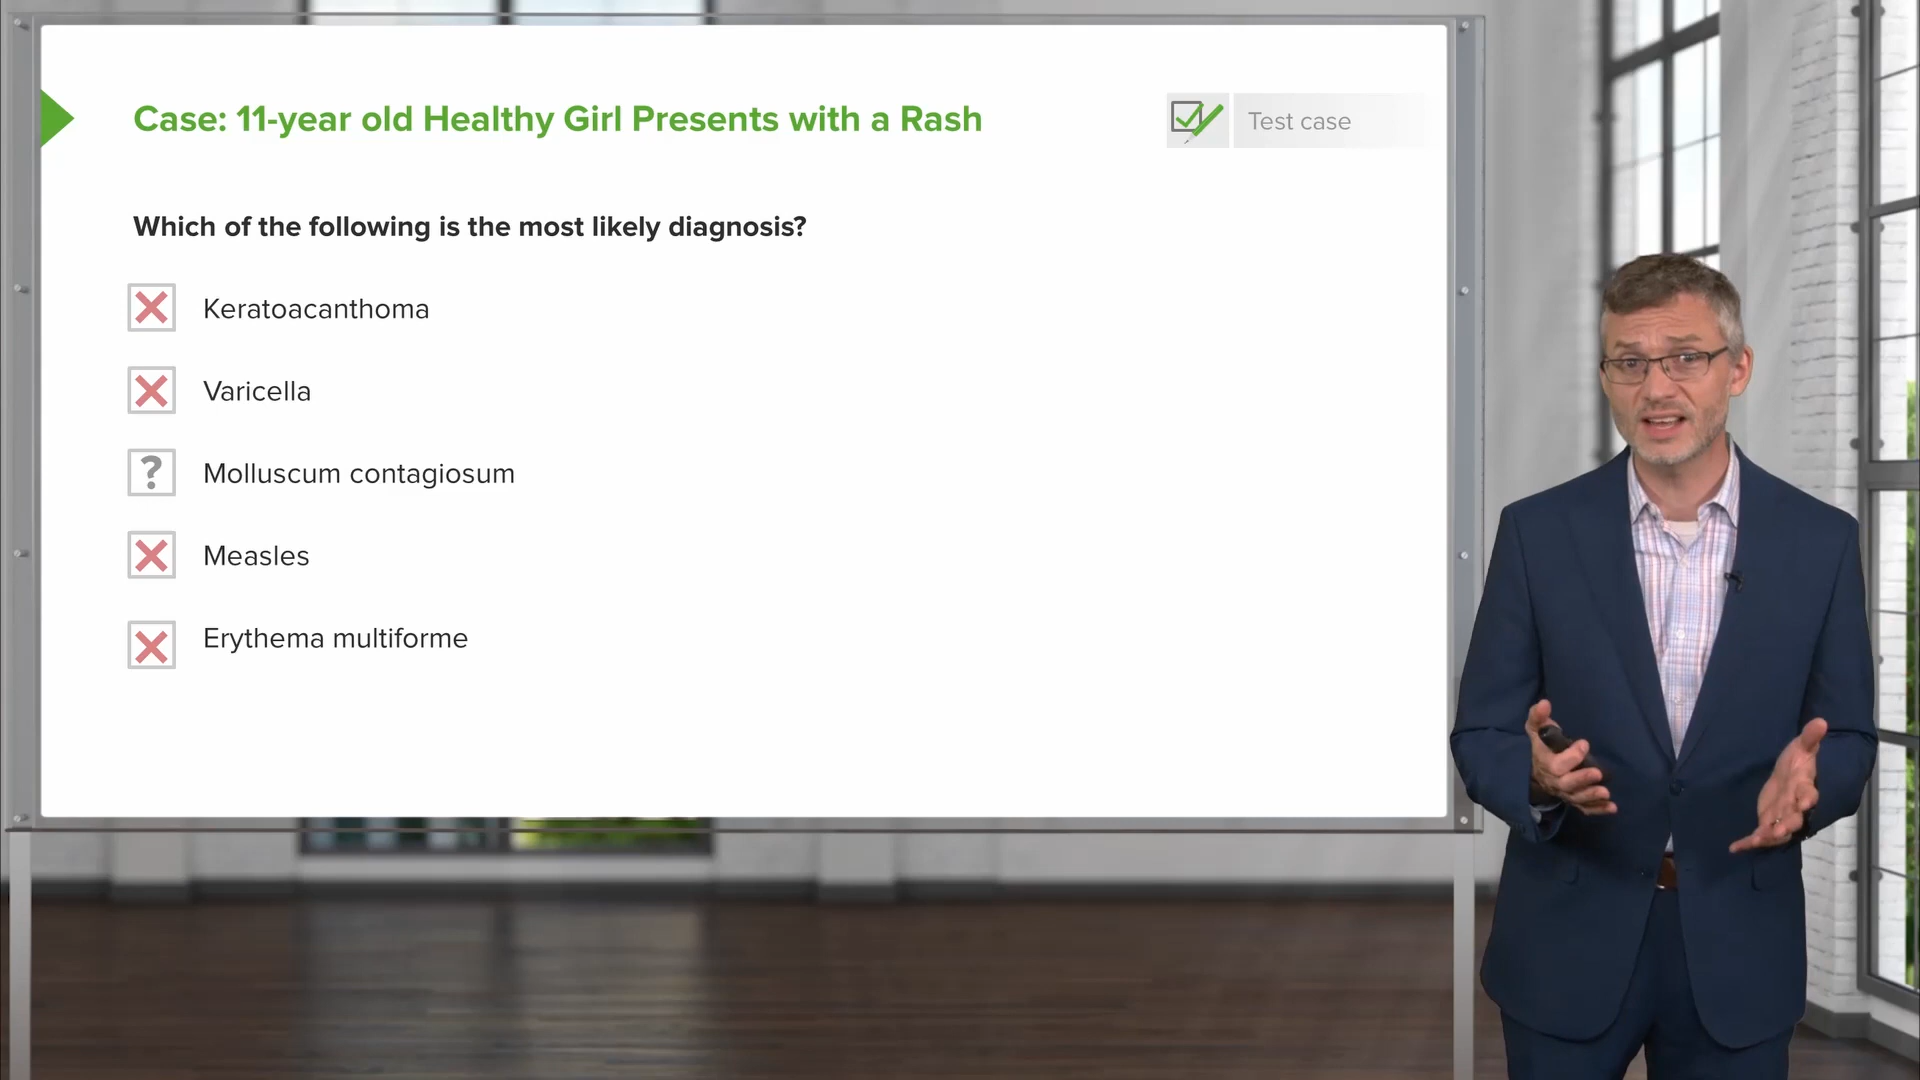 Case: 11-year old Healthy Girl Presents with a Rash
Test case
Which of the following is the most likely diagnosis?
Keratoacanthoma
Varicella
? Molluscum contagiosum
Measles
Erythema multiforme